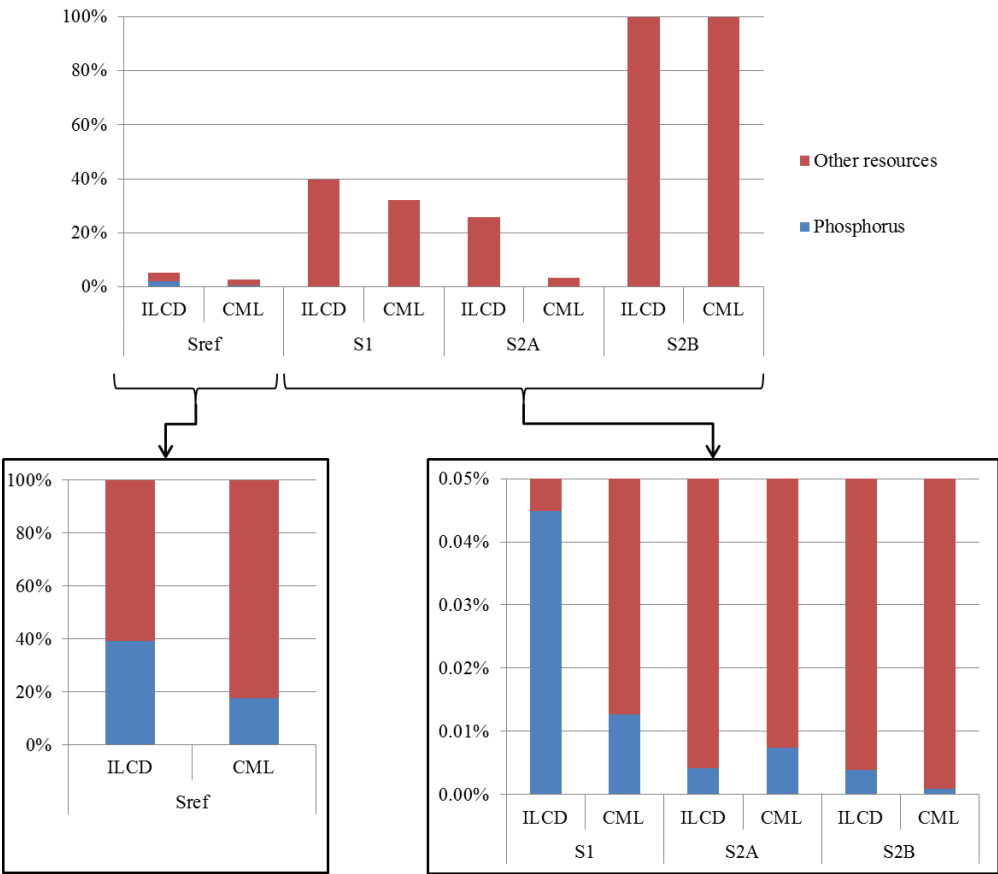 100%
80%
60%
40%
20%
0%
ILCD CML ILCD CML ILCD CML ILCD CML
Sref S1 S2A S2B
Other resources
Phosphorus
100%
80%
60%
40%
20%
0%
ILCD CML
Sref
0.05%
0.04%
0.03%
0.02%
0.01%
0.00%
ILCD CML ILCD CML ILCD CML
S1 S2A S2B